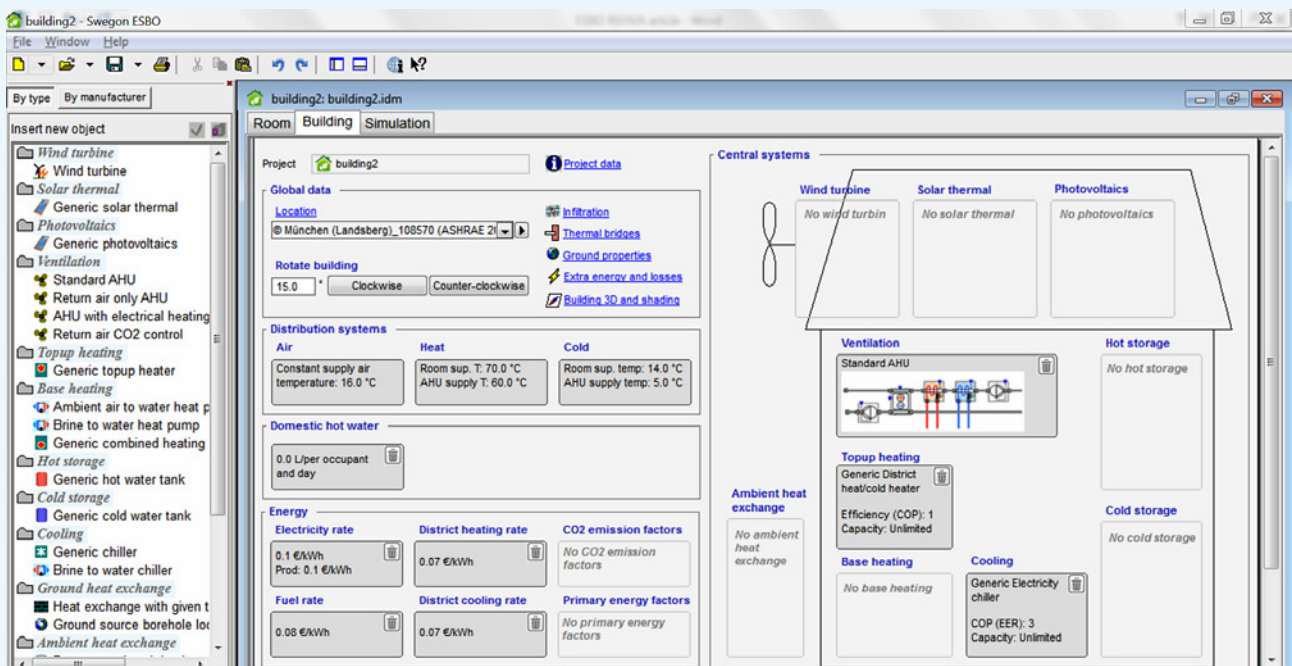 building2 - Swegon ESBO
File Window Help
By type By manufacturer
Insert new object
Wind turbine
Wind turbine
Solar thermal
Generic solar thermal
Photovoltaics
Generic photovoltaics
Ventilation
Standard AHU
Return air only AHU
AHU with electrical heating
Return air CO2 control
Topup heating
Generic topup heater
Base heating
Ambient air to water heat p
Brine to water heat pump
Generic combined heating
Hot storage
Generic hot water tank
Cold storage
Generic cold water tank
Cooling
Generic chiller
Brine to water chiller
Ground heat exchange
Heat exchange with given t
Ground source borehole loo
Ambient heat exchange
building2: building2.idm
Room Building Simulation
Project building2 Project data
Global data
Location
© München (Landsberg)_108570 (ASHRAE 2
Rotate building
15.0 ° Clockwise Counter-clockwise
Infiltration
Thermal bridges
Ground properties
Extra energy and losses
Building 3D and shading
Distribution systems
Air
Constant supply air
temperature: 16.0 °C
Heat
Room sup. T: 70.0 °C
AHU supply T: 60.0 °C
Cold
Room sup. temp: 14.0 °C
AHU supply temp: 5.0 °C
Domestic hot water
0.0 L/per occupant
and day
Energy
Electricity rate
0.1 €/kWh
Prod: 0.1 €/kWh
District heating rate
0.07 €/kWh
CO2 emission factors
No CO2 emission
factors
Fuel rate
0.08 €/kWh
District cooling rate
0.07 €/kWh
Primary energy factors
No primary energy
factors
Central systems
Wind turbine
No wind turbin
Solar thermal
No solar thermal
Photovoltaics
No photovoltaics
Ventilation
Standard AHU
Hot storage
No hot storage
Topup heating
Generic District
heat/cold heater
Efficiency (COP): 1
Capacity: Unlimited
Ambient heat
exchange
No ambient
heat
exchange
Cold storage
No cold storage
Base heating
No base heating
Cooling
Generic Electricity
chiller
COP (EER): 3
Capacity: Unlimited